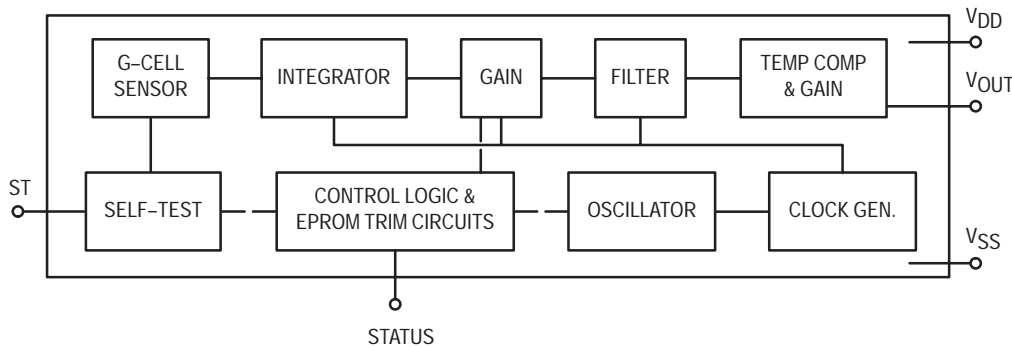 G–CELL
SENSOR
INTEGRATOR
GAIN
FILTER
TEMP COMP
& GAIN
VDD
VOUT
ST
SELF–TEST
CONTROL LOGIC &
EPROM TRIM CIRCUITS
OSCILLATOR
CLOCK GEN.
VSS
STATUS